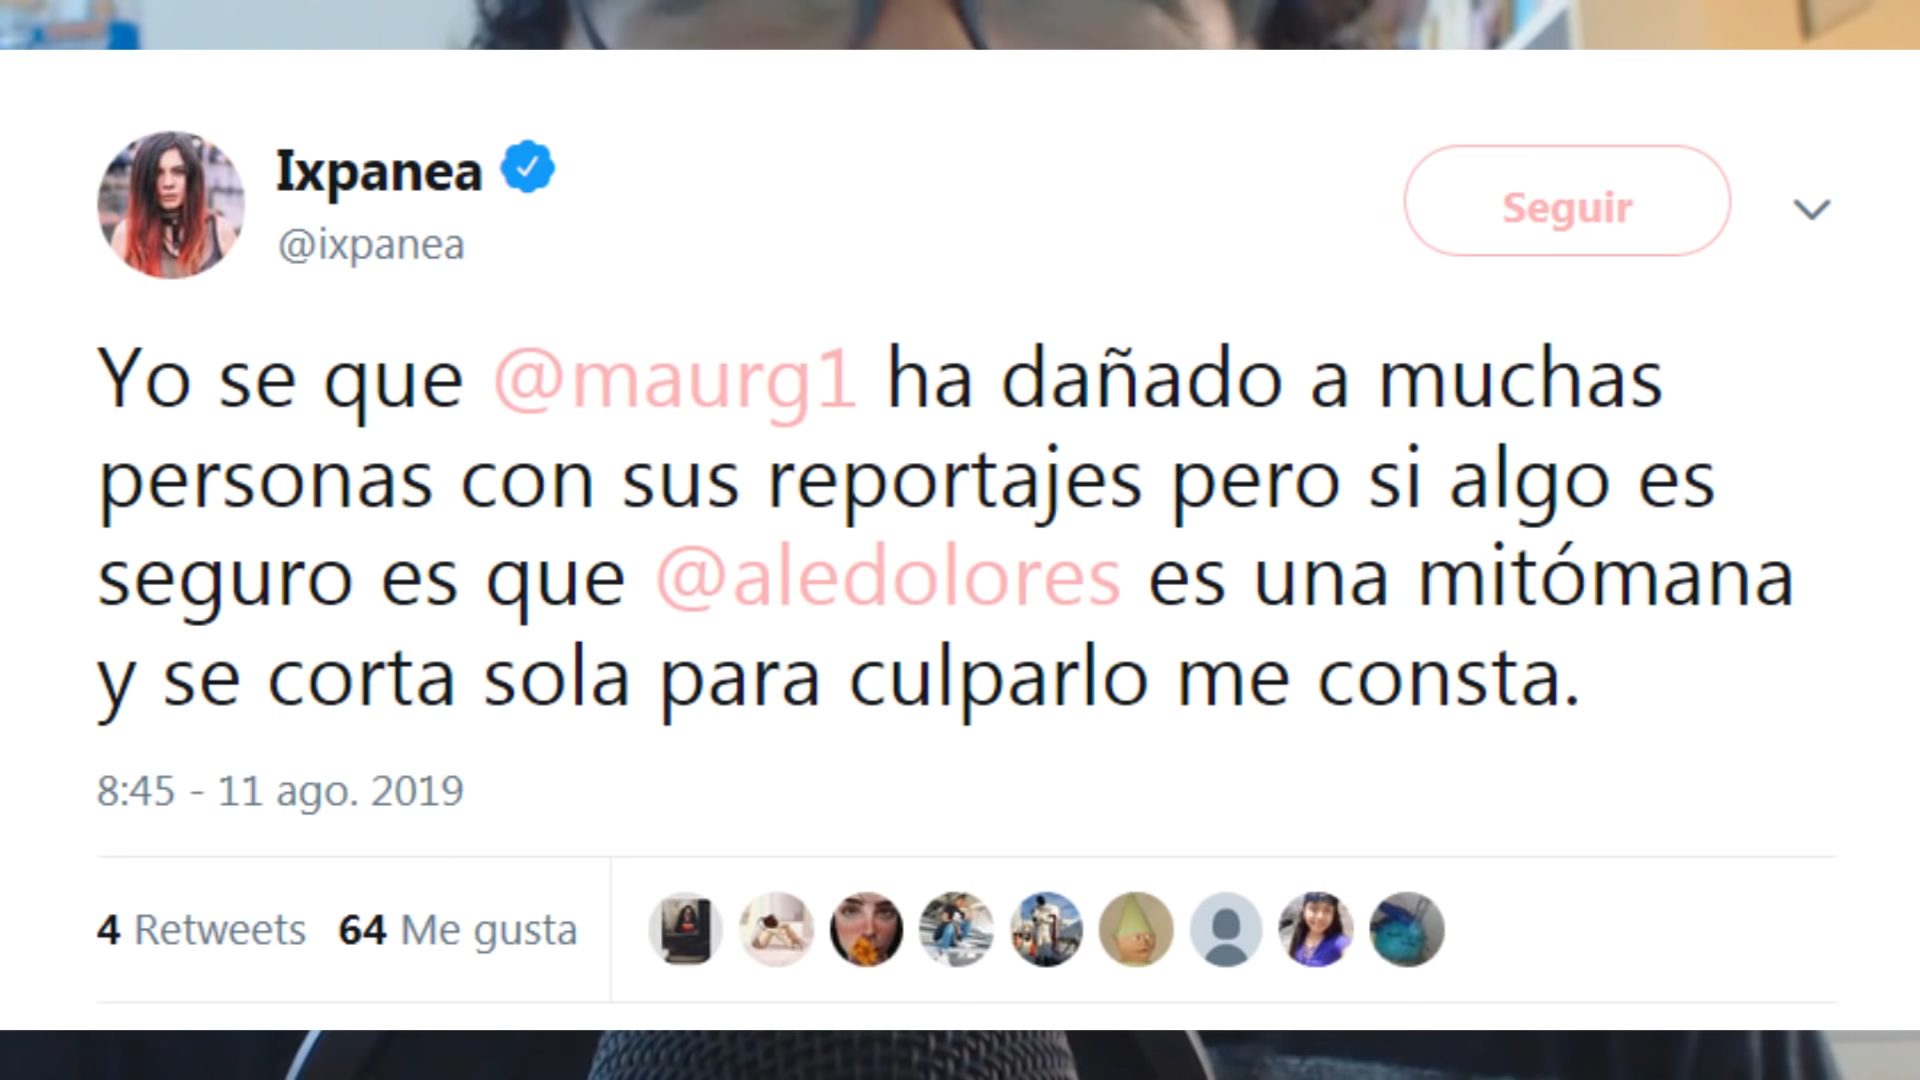 Ixpanea
@ixpanea
Seguir
Yo se que @maurg1 ha dañado a muchas
personas con sus reportajes pero si algo es
seguro es que @aledolores es una mitómana
y se corta sola para culparlo me consta.
8:45 - 11 ago. 2019
4 Retweets 64 Me gusta